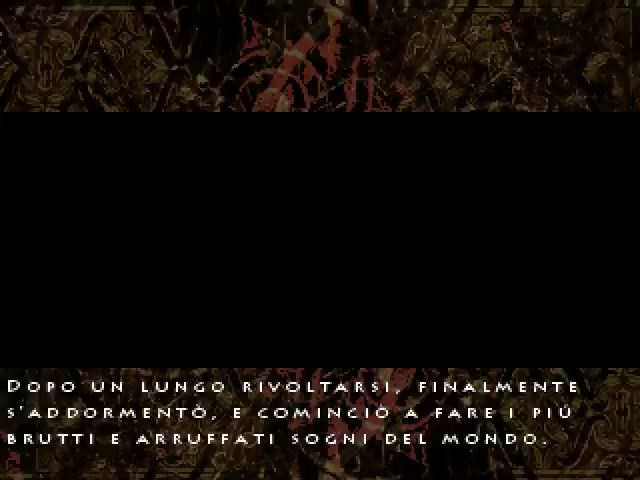 Dopo un lungo rivoltarsi, finalmente
s'addormentò, e cominciò a fare i più
brutti e arruffati sogni del mondo.